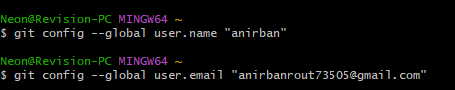 Neon@Revision-PC MINGW64 ~
$ git config --global user.name "anirban"
Neon@Revision-PC MINGW64 ~
$ git config --global user.email "anirbanrout73505@gmail.com"